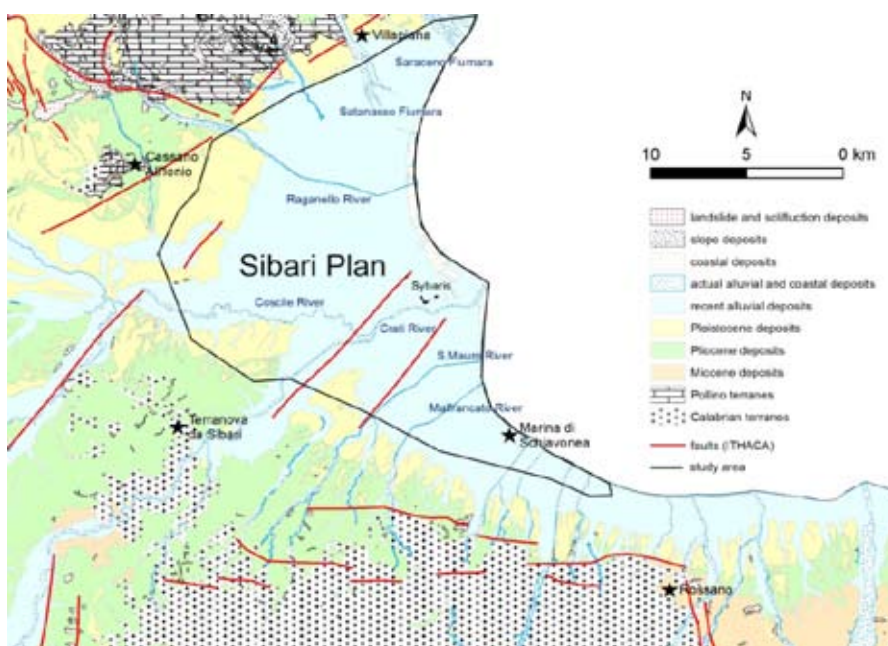 Villapiana
Saraceno Fiumara
Satanasso Fiumara
Cassano
Allhonio
Raganello River
Sibari Plan
Sybaris
Coscile River
Crati River
S.Mauro River
Malfrancato River
Terranova
da Sibari
Marina di
Schiavonea
Rossano
N
10 5 0 km
landslide and soliflution deposits
slope deposits
coastal deposits
actual alluvial and coastal deposits
recent alluvial deposits
Pleistocene deposits
Pliocene deposits
Miocene deposits
Pollino terranes
Calabrian terranes
faults (ITHACA)
study area